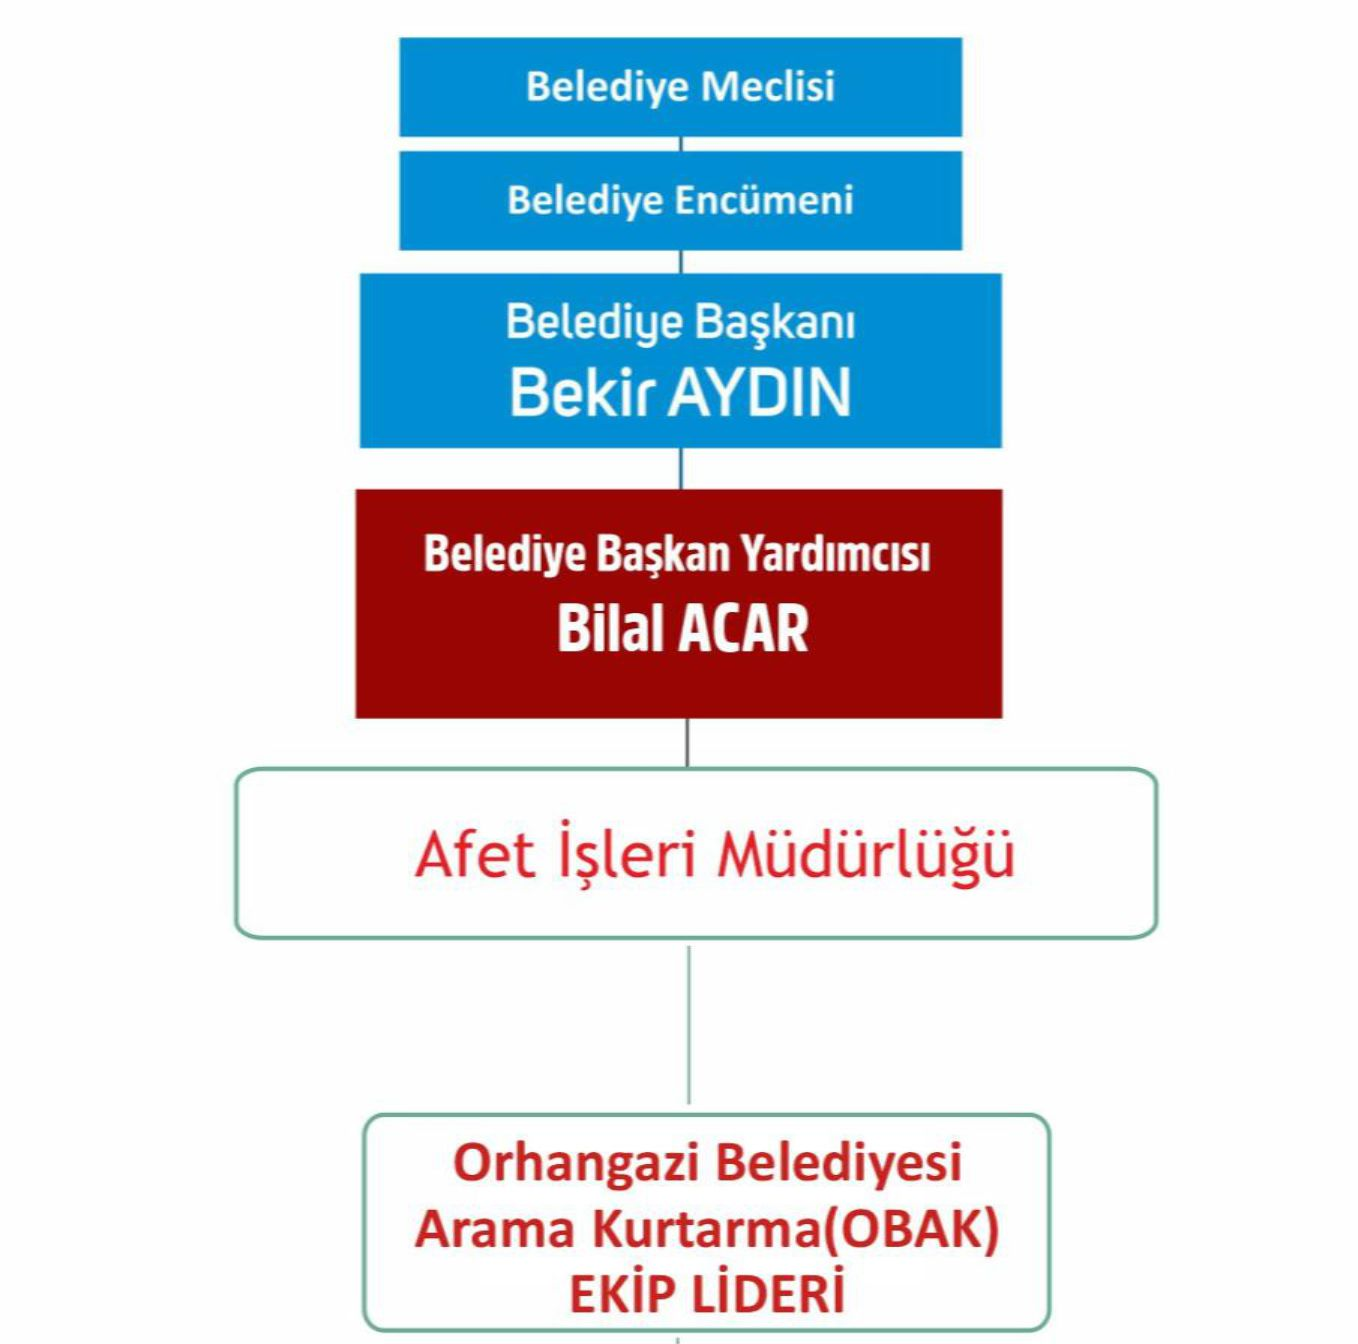 Belediye Meclisi
Belediye Encümeni
Belediye Başkanı
Bekir AYDIN
Belediye Başkan Yardımcısı
Bilal ACAR
Afet İşleri Müdürlüğü
Orhangazi Belediyesi
Arama Kurtarma(OBAK)
EKİP LİDERİ